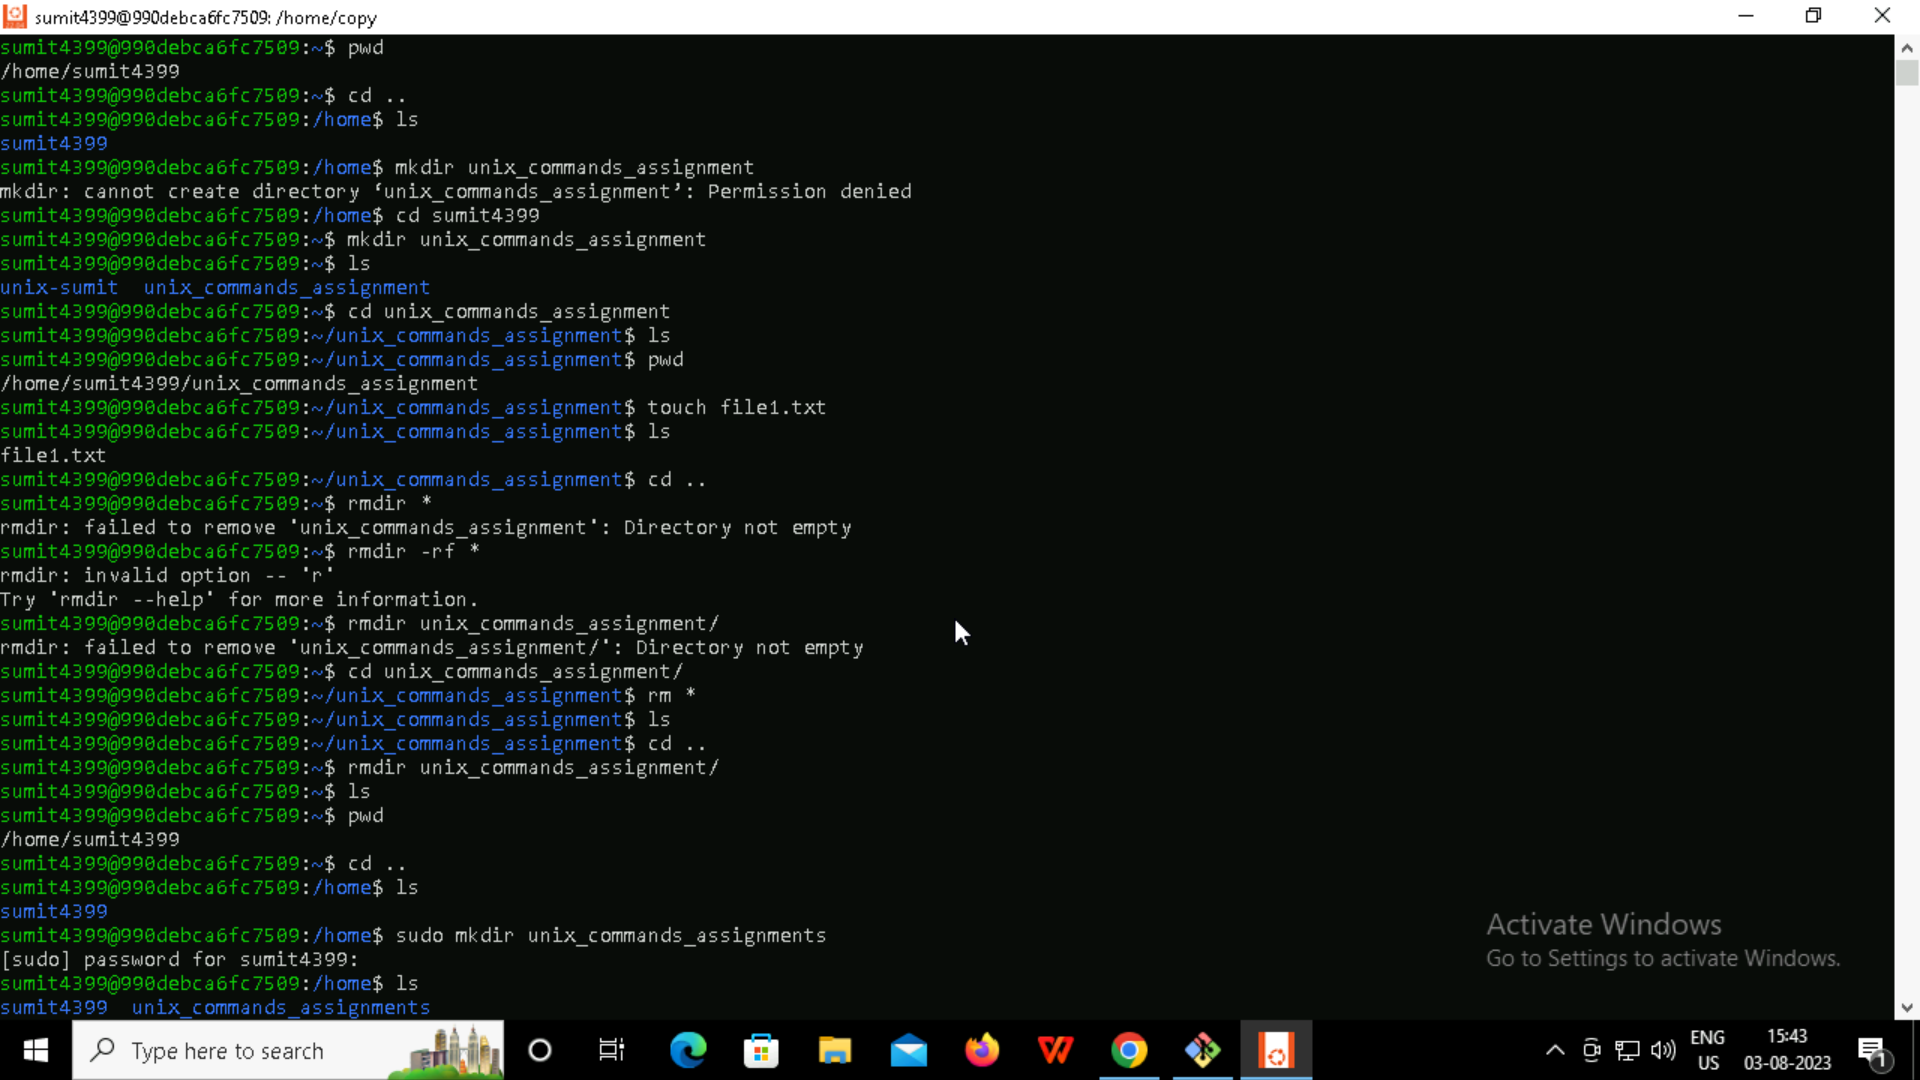 sumit4399@990debca6fc7509: /home/copy
sumit4399@990debca6fc7509:~$ pwd
/home/sumit4399
sumit4399@990debca6fc7509:~$ cd ..
sumit4399@990debca6fc7509:/home$ ls
sumit4399
sumit4399@990debca6fc7509:/home$ mkdir unix_commands_assignment
mkdir: cannot create directory ‘unix_commands_assignment’: Permission denied
sumit4399@990debca6fc7509:/home$ cd sumit4399
sumit4399@990debca6fc7509:~$ mkdir unix_commands_assignment
sumit4399@990debca6fc7509:~$ ls
unix-sumit  unix_commands_assignment
sumit4399@990debca6fc7509:~$ cd unix_commands_assignment
sumit4399@990debca6fc7509:~/unix_commands_assignment$ ls
sumit4399@990debca6fc7509:~/unix_commands_assignment$ pwd
/home/sumit4399/unix_commands_assignment
sumit4399@990debca6fc7509:~/unix_commands_assignment$ touch file1.txt
sumit4399@990debca6fc7509:~/unix_commands_assignment$ ls
file1.txt
sumit4399@990debca6fc7509:~/unix_commands_assignment$ cd ..
sumit4399@990debca6fc7509:~$ rmdir *
rmdir: failed to remove 'unix_commands_assignment': Directory not empty
sumit4399@990debca6fc7509:~$ rmdir -rf *
rmdir: invalid option -- 'r'
Try 'rmdir --help' for more information.
sumit4399@990debca6fc7509:~$ rmdir unix_commands_assignment/
rmdir: failed to remove 'unix_commands_assignment/': Directory not empty
sumit4399@990debca6fc7509:~$ cd unix_commands_assignment/
sumit4399@990debca6fc7509:~/unix_commands_assignment$ rm *
sumit4399@990debca6fc7509:~/unix_commands_assignment$ ls
sumit4399@990debca6fc7509:~/unix_commands_assignment$ cd ..
sumit4399@990debca6fc7509:~$ rmdir unix_commands_assignment/
sumit4399@990debca6fc7509:~$ ls
sumit4399@990debca6fc7509:~$ pwd
/home/sumit4399
sumit4399@990debca6fc7509:~$ cd ..
sumit4399@990debca6fc7509:/home$ ls
sumit4399
sumit4399@990debca6fc7509:/home$ sudo mkdir unix_commands_assignments
[sudo] password for sumit4399:
sumit4399@990debca6fc7509:/home$ ls
sumit4399  unix_commands_assignments
Activate Windows
Go to Settings to activate Windows.
Type here to search
ENG
US
15:43
03-08-2023
1